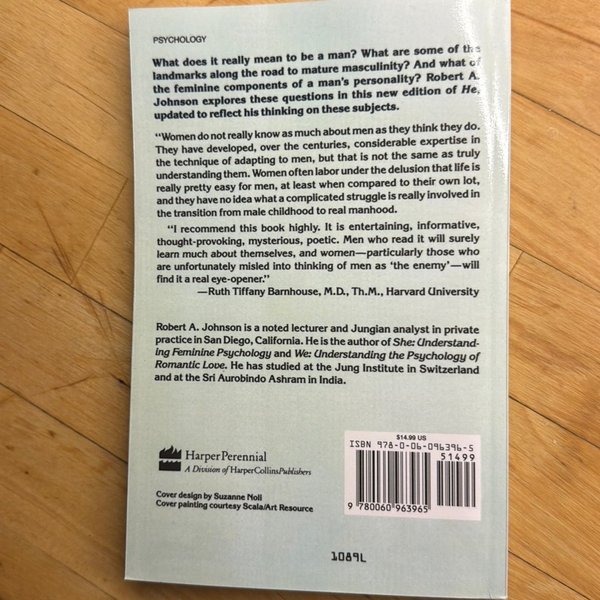 PSYCHOLOGY
What does it really mean to be a man? What are some of the
landmarks along the road to mature masculinity? And what of
the feminine components of a man's personality? Robert A.
Johnson explores these questions in this new edition of He,
updated to reflect his thinking on these subjects.
“Women do not really know as much about men as they think they do.
They have developed, over the centuries, considerable expertise in
the technique of adapting to men, but that is not the same as truly
understanding them. Women often labor under the delusion that life is
really pretty easy for men, at least when compared to their own lot,
and they have no idea what a complicated struggle is really involved in
the transition from male childhood to real manhood.
“I recommend this book highly. It is entertaining, informative,
thought-provoking, mysterious, poetic. Men who read it will surely
learn much about themselves, and women—particularly those who
are unfortunately misled into thinking of men as ‘the enemy’—will
find it a real eye-opener.”
—Ruth Tiffany Barnhouse, M.D., Th.M., Harvard University
Robert A. Johnson is a noted lecturer and Jungian analyst in private
practice in San Diego, California. He is the author of She: Understand-
ing Feminine Psychology and We: Understanding the Psychology of
Romantic Love. He has studied at the Jung Institute in Switzerland
and at the Sri Aurobindo Ashram in India.
HarperPerennial
A Division of HarperCollinsPublishers
Cover design by Suzanne Noli
Cover painting courtesy Scala/Art Resource
$14.99 US
ISBN 978-0-06-096396-5
51499
9 780060 963965
1089L